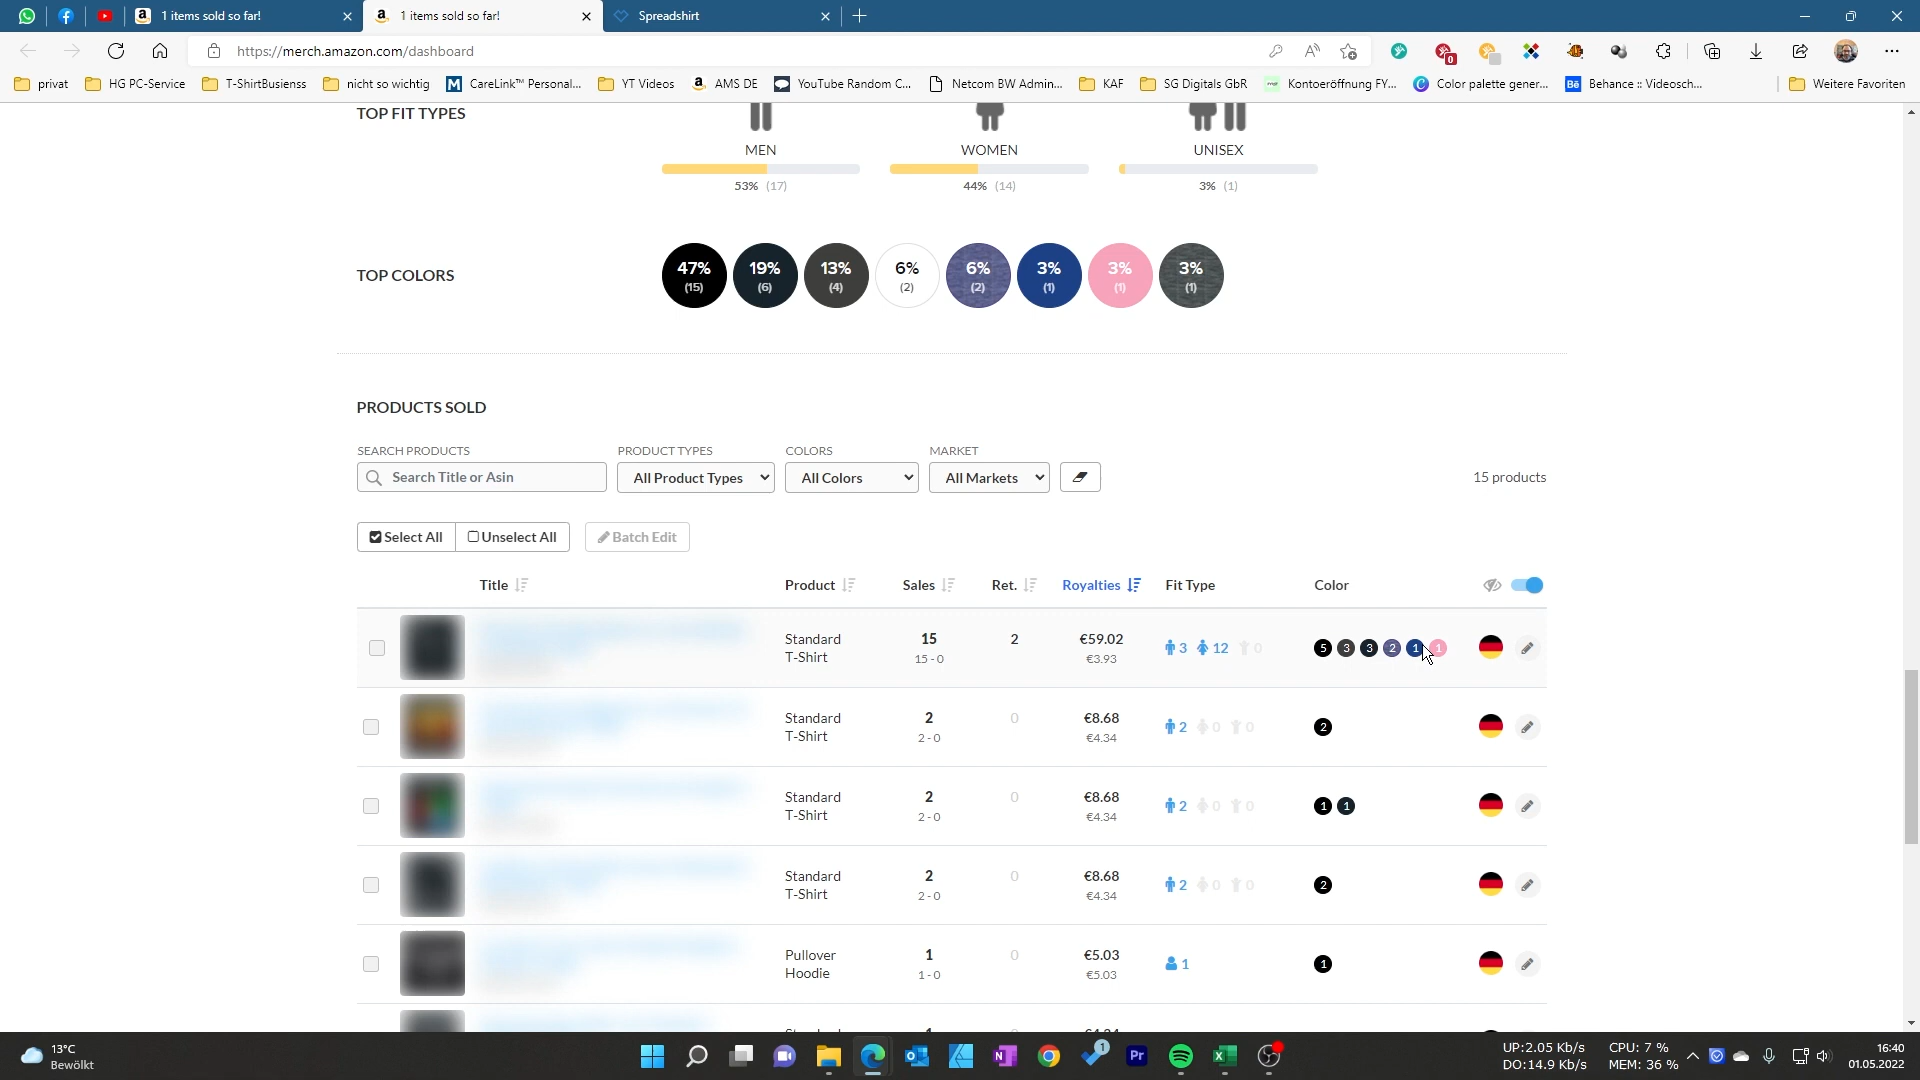 1 items sold so far!
1 items sold so far!
Spreadshirt
https://merch.amazon.com/dashboard
0
privat
HG PC-Service
T-ShirtBusienss
nicht so wichtig
CareLink™ Personal...
YT Videos
AMS DE
YouTube Random C...
Netcom BW Admin...
KAF
SG Digitals GbR
Kontoeröffnung FY...
Color palette gener...
Behance :: Videosch...
Weitere Favoriten
TOP FIT TYPES
MEN
WOMEN
UNISEX
53% (17)
44% (14)
3% (1)
TOP COLORS
47% (15)
19% (6)
13% (4)
6% (2)
6% (2)
3% (1)
3% (1)
3% (1)
PRODUCTS SOLD
SEARCH PRODUCTS
PRODUCT TYPES
COLORS
MARKET
Search Title or Asin
All Product Types
All Colors
All Markets
15 products
Select All
Unselect All
Batch Edit
Title
Product
Sales
Ret.
Royalties
Fit Type
Color
Standard T-Shirt
15
15 - 0
2
€59.02
€3.93
3 12 0
5 3 3 2 1 1
Standard T-Shirt
2
2 - 0
0
€8.68
€4.34
2 0 0
2
Standard T-Shirt
2
2 - 0
0
€8.68
€4.34
2 0 0
1 1
Standard T-Shirt
2
2 - 0
0
€8.68
€4.34
2 0 0
2
Pullover Hoodie
1
1 - 0
0
€5.03
€5.03
1
1
13°C
Bewölkt
1
UP:2.05 Kb/s
DO:14.9 Kb/s
CPU: 7 %
MEM: 36 %
16:40
01.05.2022